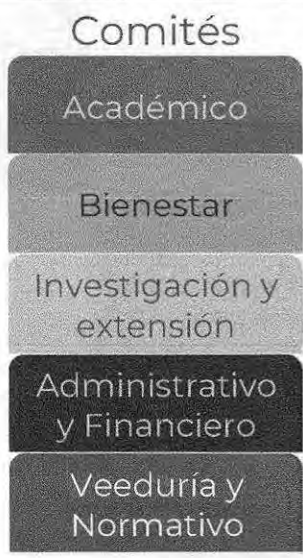 Comités
Académico
Bienestar
Investigación y
extensión
Administrativo
y Financiero
Veeduría y
Normativo